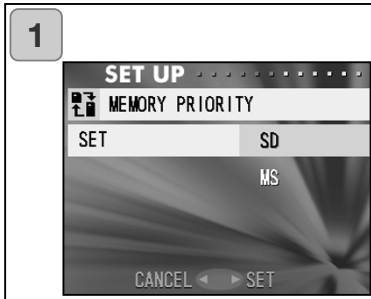 1
SET UP
MEMORY PRIORITY
SET SD
MS
CANCEL SET